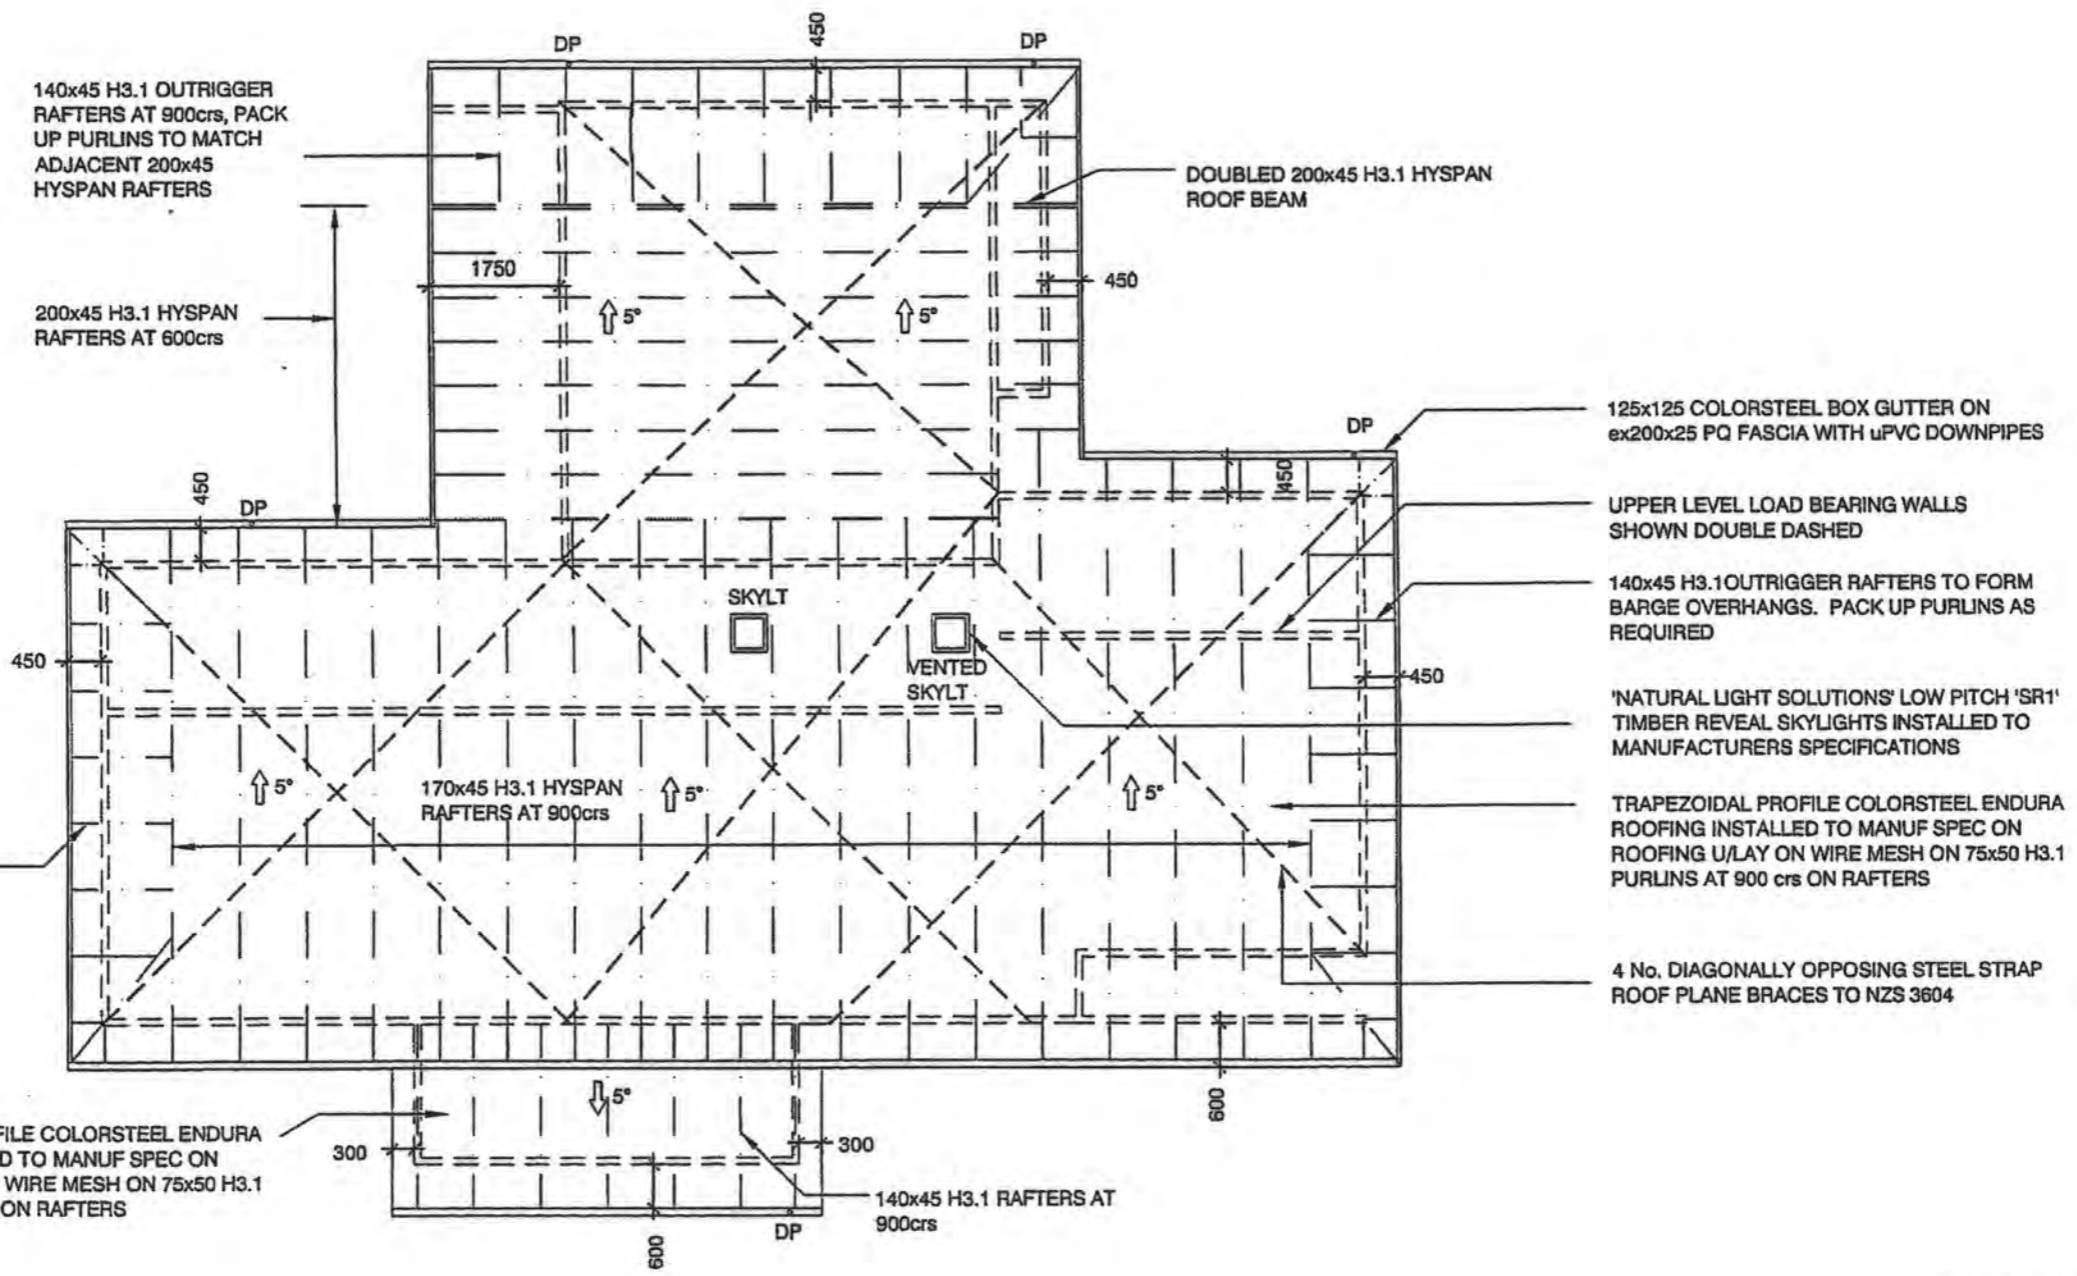 DP
450
DP
140x45 H3.1 OUTRIGGER
RAFTERS AT 900crs, PACK
UP PURLINS TO MATCH
ADJACENT 200x45
HYSPAN RAFTERS
DOUBLED 200x45 H3.1 HYSPAN
ROOF BEAM
1750
450
200x45 H3.1 HYSPAN
RAFTERS AT 600crs
5°
5°
125x125 COLORSTEEL BOX GUTTER ON
ex200x25 PQ FASCIA WITH uPVC DOWNPIPES
DP
450
450
DP
UPPER LEVEL LOAD BEARING WALLS
SHOWN DOUBLE DASHED
140x45 H3.1OUTRIGGER RAFTERS TO FORM
BARGE OVERHANGS. PACK UP PURLINS AS
REQUIRED
SKYLT
VENTED
SKYLT
450
450
'NATURAL LIGHT SOLUTIONS' LOW PITCH 'SR1'
TIMBER REVEAL SKYLIGHTS INSTALLED TO
MANUFACTURERS SPECIFICATIONS
5°
170x45 H3.1 HYSPAN
RAFTERS AT 900crs
5°
5°
TRAPEZOIDAL PROFILE COLORSTEEL ENDURA
ROOFING INSTALLED TO MANUF SPEC ON
ROOFING U/LAY ON WIRE MESH ON 75x50 H3.1
PURLINS AT 900 crs ON RAFTERS
4 No. DIAGONALLY OPPOSING STEEL STRAP
ROOF PLANE BRACES TO NZS 3604
5°
600
FILE COLORSTEEL ENDURA
D TO MANUF SPEC ON
WIRE MESH ON 75x50 H3.1
ON RAFTERS
300
300
140x45 H3.1 RAFTERS AT
900crs
DP
600